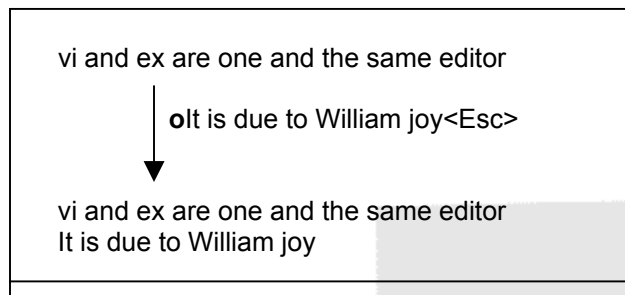 vi and ex are one and the same editor
oIt is due to William joy<Esc>
vi and ex are one and the same editor
It is due to William joy